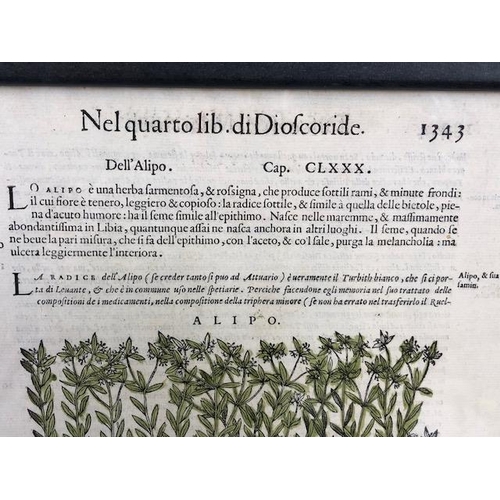 Nel quarto lib. di Dioſcoride. 1343
Dell'Alipo. Cap. CLXXX.
LO ALIPO è una herba ſarmentoſa, & roſsigna, che produce ſottili rami, & minute frondi:
il cui fiore è tenero, leggiero & copioſo: la radice ſottile, & ſimile à quella delle bietole, pie-
na d'acuto humore: ha il ſeme ſimile all'epithimo. Naſce nelle maremme, & maſsimamente
abondantiſsima in Libia, quantunque aſſai ne naſca anchora in altri luoghi. Il ſeme, quando ſe
ne beue la pari miſura, che ſi fa dell'epithimo, con l'aceto, & co'l ſale, purga la melancholia: ma
ulcera leggiermente l'interiora.
LA RADICE dell'Alipo (ſe creder tanto ſi puo ad Attuario) è ueramente il Turbith bianco, che ſi ci por-
ta di Leuante, & che è in commune uſo nelle ſpetiarie. Perciche facendone egli memoria nel ſuo trattato delle
compoſitioni de i medicamenti, nella compoſitione della triphera minore (ſe non ha errato nel trasferirlo il Ruel-
Alipo, & ſua
ſamin.
ALIPO.